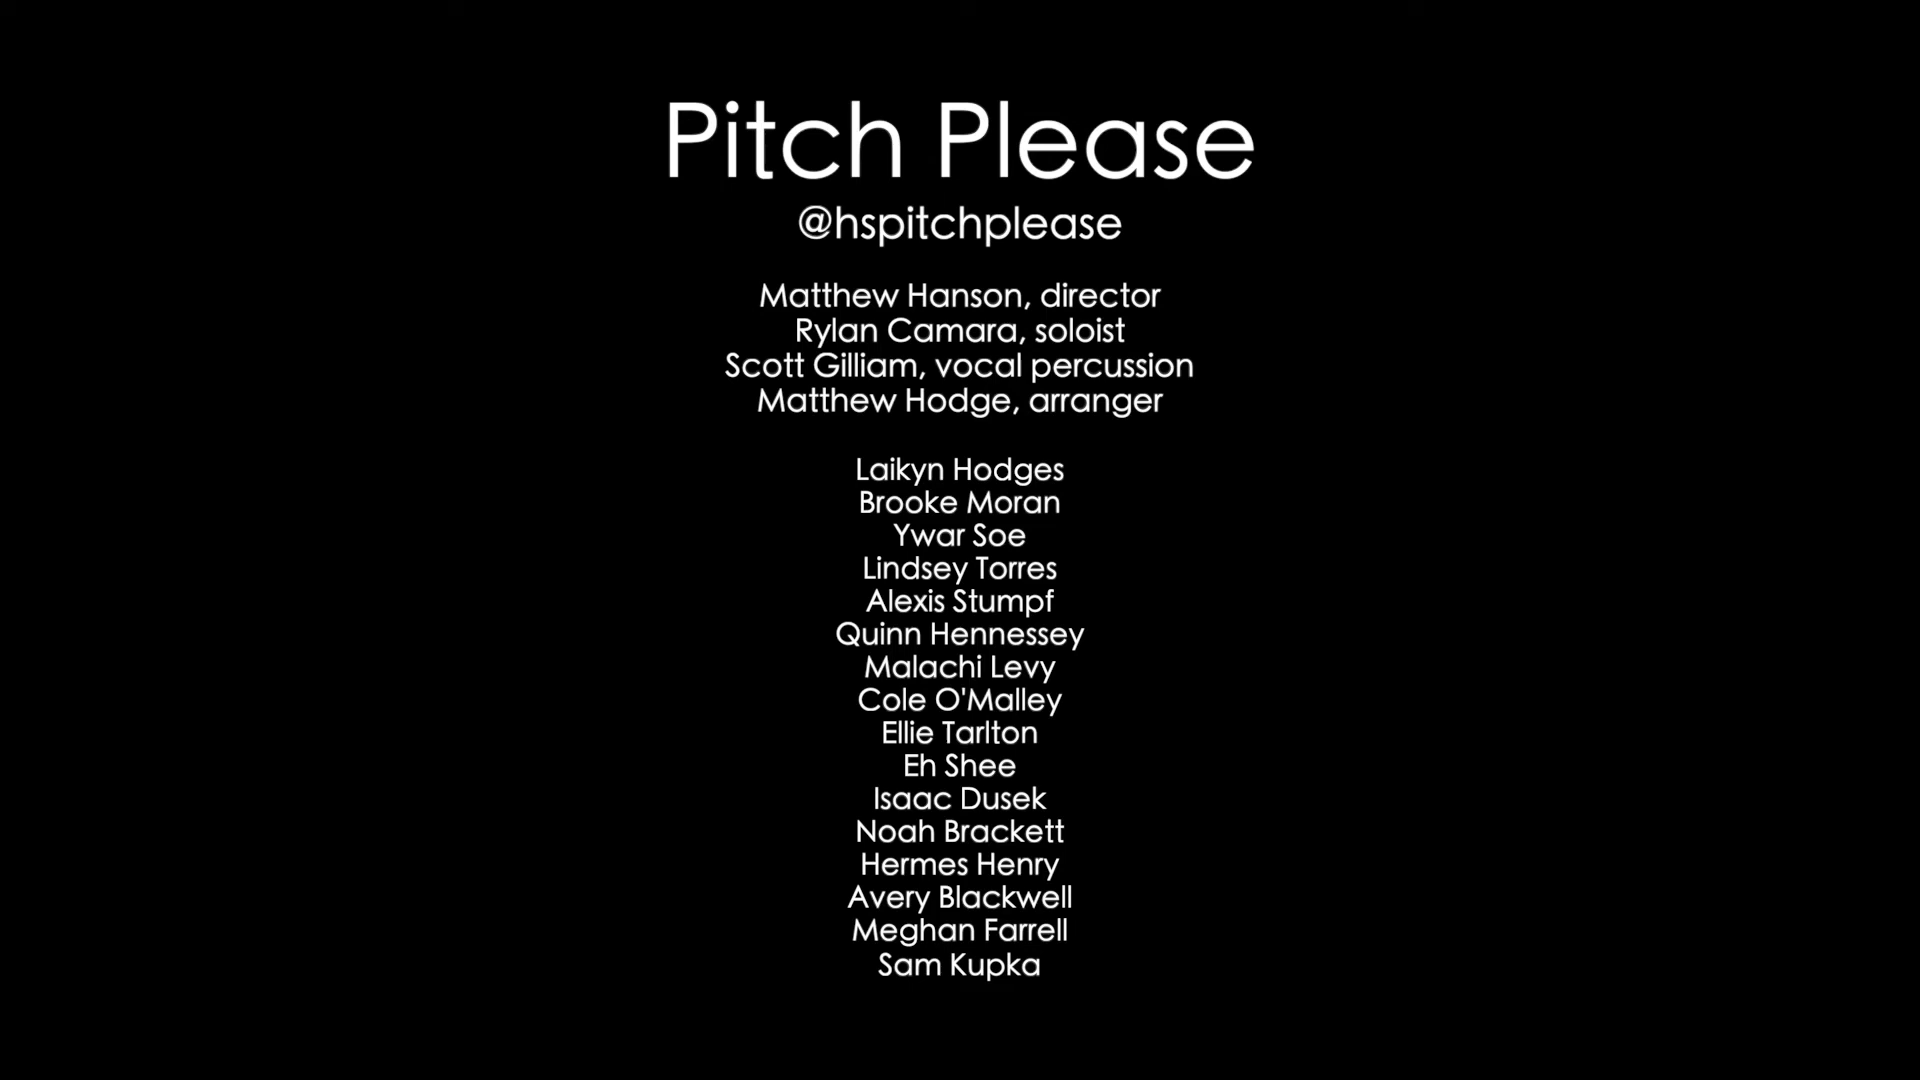 Pitch Please
@hspitchplease
Matthew Hanson, director
Rylan Camara, soloist
Scott Gilliam, vocal percussion
Matthew Hodge, arranger
Laikyn Hodges
Brooke Moran
Ywar Soe
Lindsey Torres
Alexis Stumpf
Quinn Hennessey
Malachi Levy
Cole O'Malley
Ellie Tarlton
Eh Shee
Isaac Dusek
Noah Brackett
Hermes Henry
Avery Blackwell
Meghan Farrell
Sam Kupka